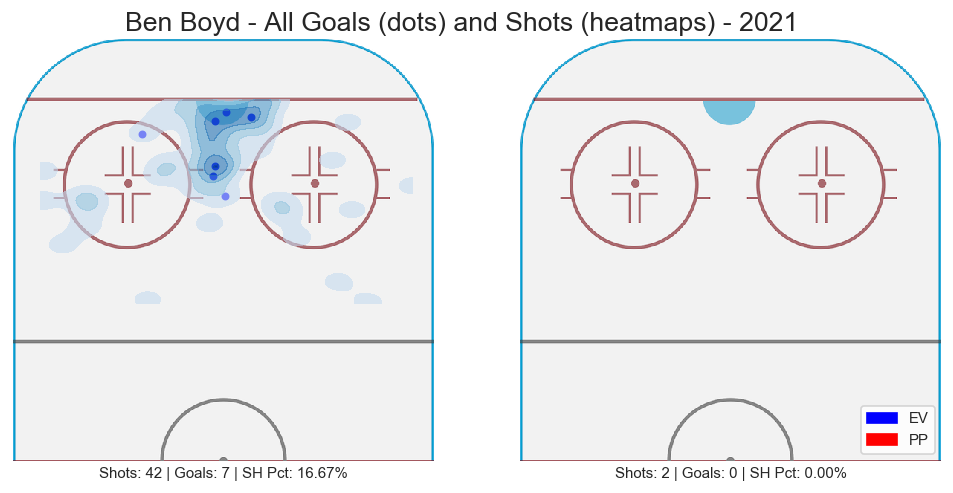 Ben Boyd - All Goals (dots) and Shots (heatmaps) - 2021
EV
PP
Shots: 42 | Goals: 7 | SH Pct: 16.67%
Shots: 2 | Goals: 0 | SH Pct: 0.00%